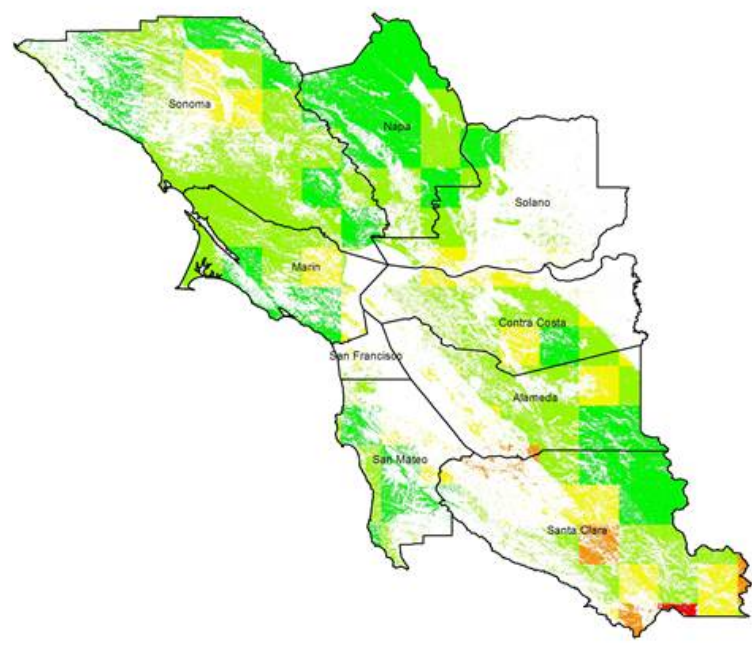 Sonoma
Napa
Solano
Marin
Contra Costa
San Francisco
Alameda
San Mateo
Santa Clara